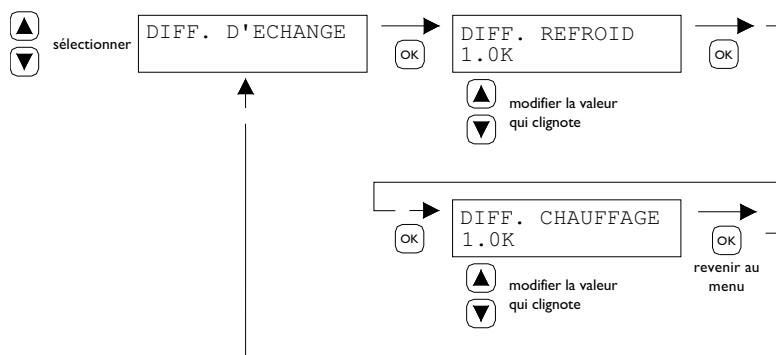 sélectionner
DIFF. D'ECHANGE
OK
DIFF. REFROID
1.0K
OK
modifier la valeur
qui clignote
OK
DIFF. CHAUFFAGE
1.0K
OK
revenir au
menu
modifier la valeur
qui clignote